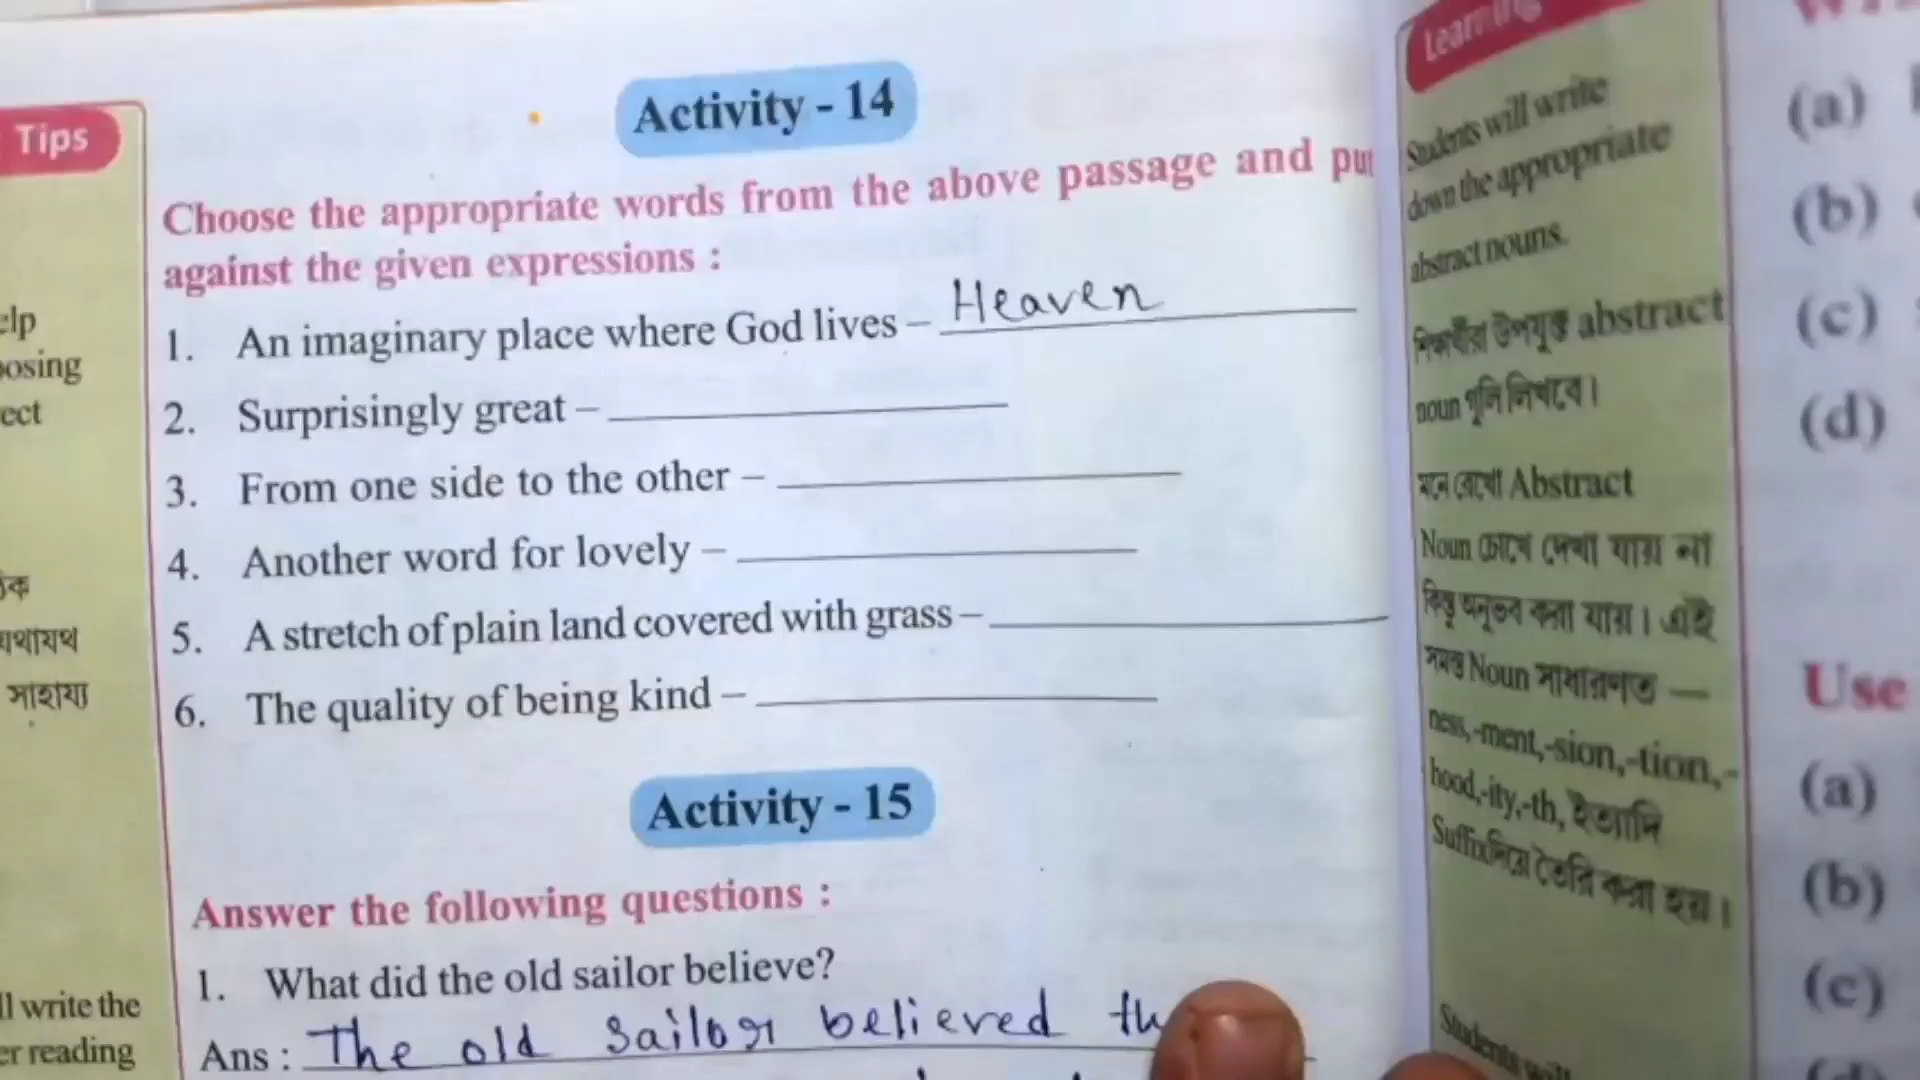 Tips
elp
posing
ect
ঠিক
যথাযথ
সাহায্য
ll write the
er reading
Activity - 14
Choose the appropriate words from the above passage and put
against the given expressions :
1. An imaginary place where God lives – Heaven
2. Surprisingly great –
3. From one side to the other –
4. Another word for lovely –
5. A stretch of plain land covered with grass –
6. The quality of being kind –
Activity - 15
Answer the following questions :
1. What did the old sailor believe?
Ans : The old sailor believed th
Learning
Students will write
down the appropriate
abstract nouns.
শিক্ষার্থীরা উপযুক্ত abstract
noun গুলি লিখবে।
মনে রেখো Abstract
Noun চোখে দেখা যায় না
কিন্তু অনুভব করা যায়। এই
সমস্ত Noun সাধারণত —
ness,-ment,-sion,-tion,-
hood,-ity,-th, ইত্যাদি
Suffix দিয়ে তৈরি করা হয়।
Students will
(a)
(b)
(c)
(d)
Use
(a)
(b)
(c)
(d)